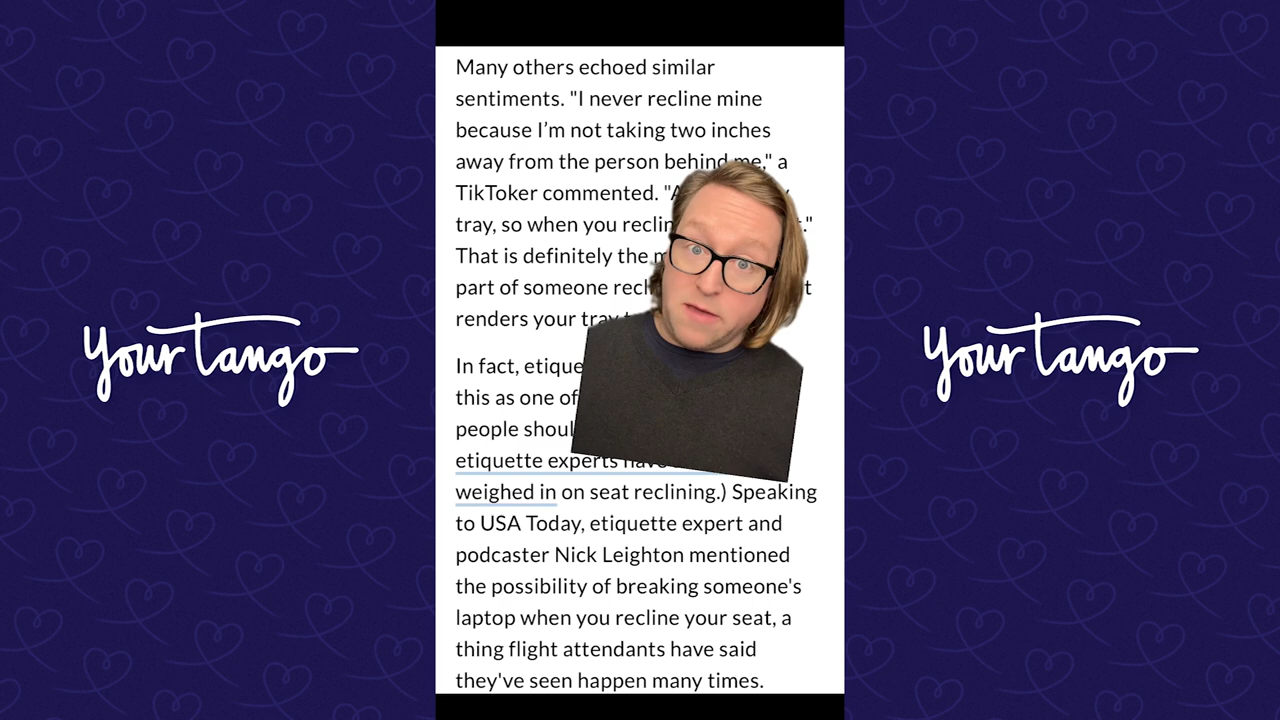 Many others echoed similar
sentiments. "I never recline mine
because I’m not taking two inches
away from the person behind me," a
TikToker commented. "A
tray, so when you reclin
That is definitely the
part of someone recl
renders your tray
In fact, etique
this as one of
people shoul
etiquette experts have
weighed in on seat reclining.) Speaking
to USA Today, etiquette expert and
podcaster Nick Leighton mentioned
the possibility of breaking someone's
laptop when you recline your seat, a
thing flight attendants have said
they've seen happen many times.
Your tango
Your tango